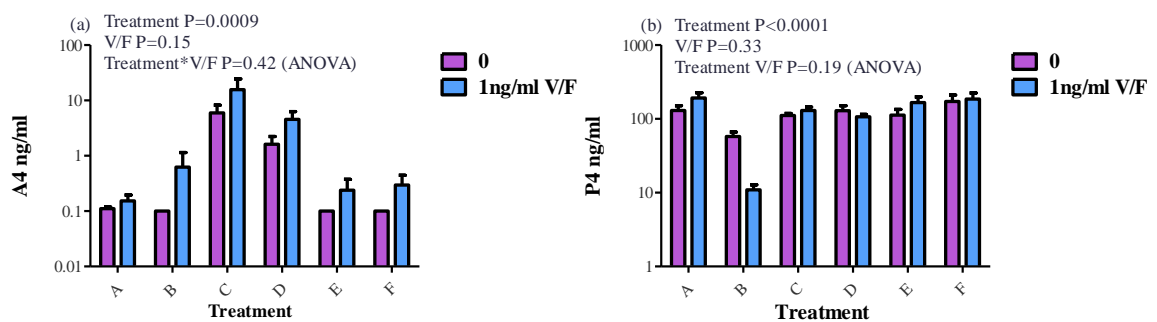 (a) Treatment P=0.0009
V/F P=0.15
Treatment*V/F P=0.42 (ANOVA)
100
10
1
0.1
0.01
A4 ng/ml
A B C D E F
Treatment
0
1ng/ml V/F
(b) Treatment P<0.0001
V/F P=0.33
Treatment V/F P=0.19 (ANOVA)
1000
100
10
1
P4 ng/ml
A B C D E F
Treatment
0
1ng/ml V/F